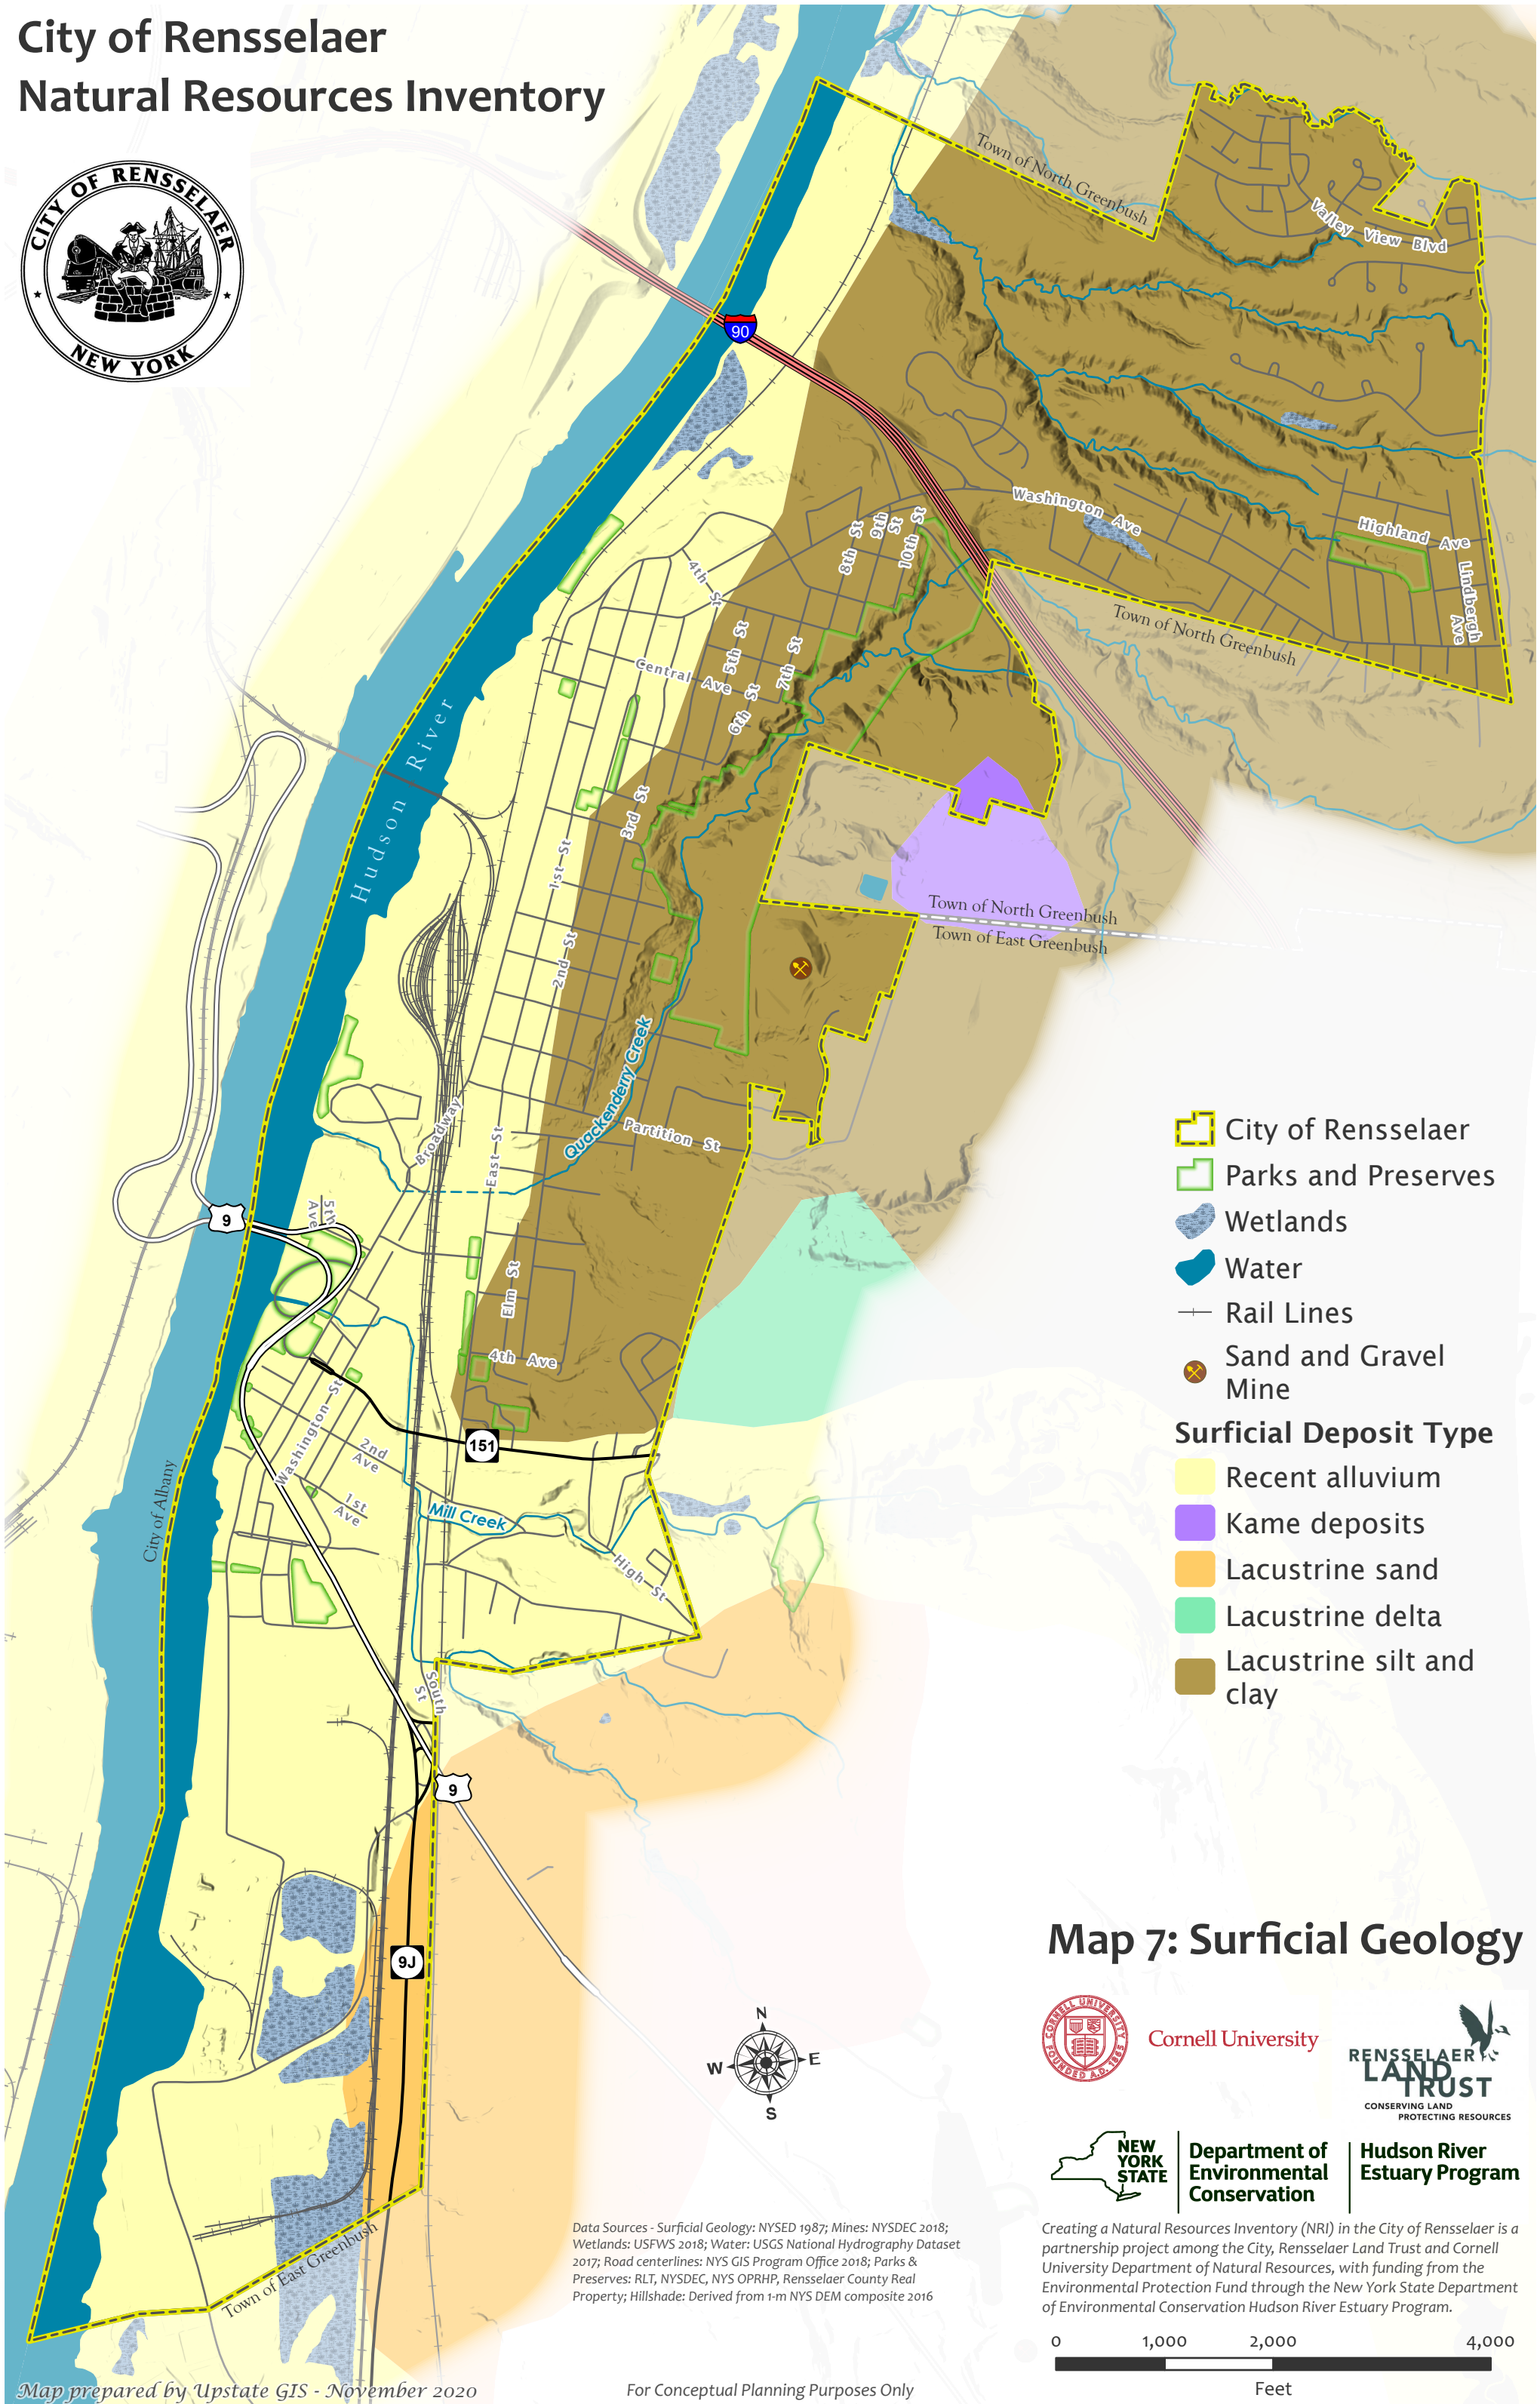 City of Rensselaer
Natural Resources Inventory
CITY OF RENSSELAER
NEW YORK
90
Town of North Greenbush
Valley View Blvd
Washington Ave
Highland Ave
Lindbergh
Ave
Town of North Greenbush
8th St
9th
St
10th St
4th St
5th St
Central Ave
7th St
6th St
Hudson River
3rd St
1st St
2nd St
Town of North Greenbush
Town of East Greenbush
Quackenderry Creek
Partition St
Broadway
East St
5th
Ave
9
Elm St
4th Ave
151
Washington St
2nd
Ave
1st
Ave
Mill Creek
High St
City of Albany
South
St
9
9J
Town of East Greenbush
City of Rensselaer
Parks and Preserves
Wetlands
Water
Rail Lines
Sand and Gravel
Mine
Surficial Deposit Type
Recent alluvium
Kame deposits
Lacustrine sand
Lacustrine delta
Lacustrine silt and
clay
Map 7: Surficial Geology
CORNELL UNIVERSITY
FOUNDED A.D. 1865
Cornell University
RENSSELAER
LAND
TRUST
CONSERVING LAND
PROTECTING RESOURCES
NEW
YORK
STATE
Department of
Environmental
Conservation
Hudson River
Estuary Program
N
W
E
S
Data Sources - Surficial Geology: NYSED 1987; Mines: NYSDEC 2018;
Wetlands: USFWS 2018; Water: USGS National Hydrography Dataset
2017; Road centerlines: NYS GIS Program Office 2018; Parks &
Preserves: RLT, NYSDEC, NYS OPRHP, Rensselaer County Real
Property; Hillshade: Derived from 1-m NYS DEM composite 2016
Creating a Natural Resources Inventory (NRI) in the City of Rensselaer is a
partnership project among the City, Rensselaer Land Trust and Cornell
University Department of Natural Resources, with funding from the
Environmental Protection Fund through the New York State Department
of Environmental Conservation Hudson River Estuary Program.
0
1,000
2,000
4,000
Feet
Map prepared by Upstate GIS - November 2020
For Conceptual Planning Purposes Only